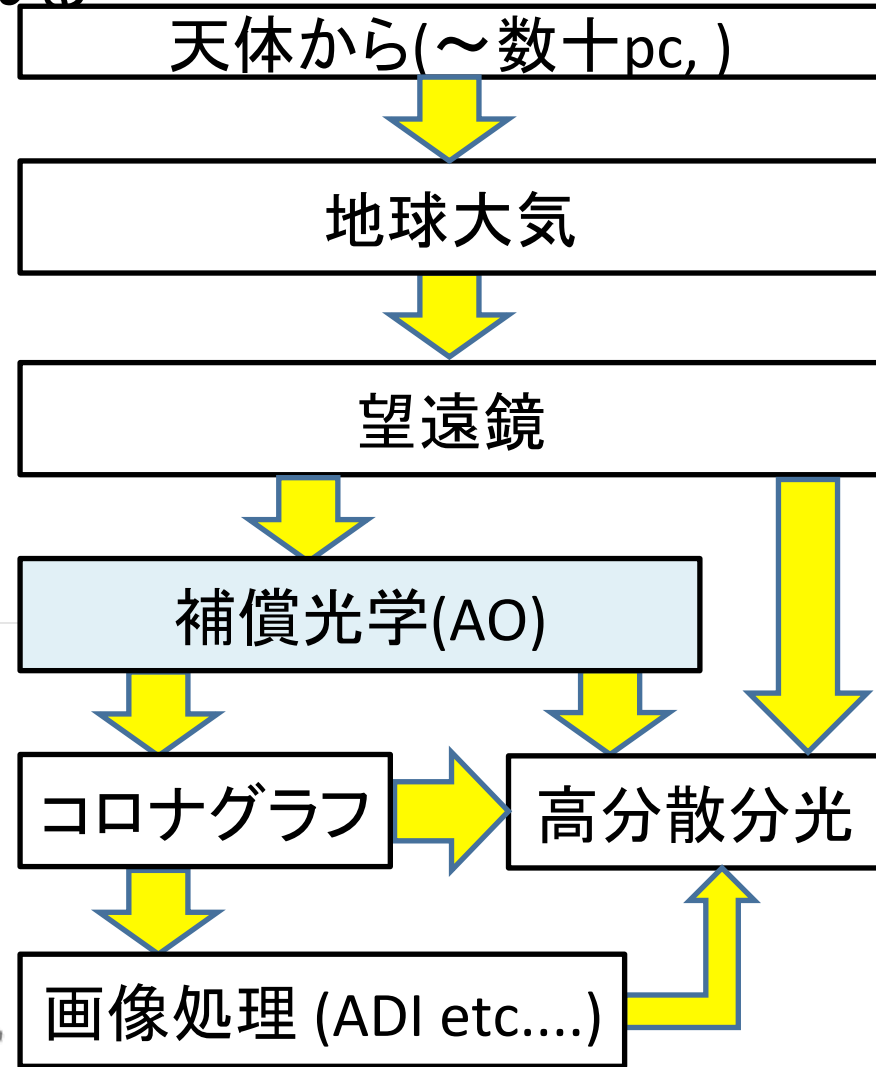 天体から(～数十pc, )
地球大気
望遠鏡
補償光学(AO)
コロナグラフ
高分散分光
画像処理 (ADI etc....)